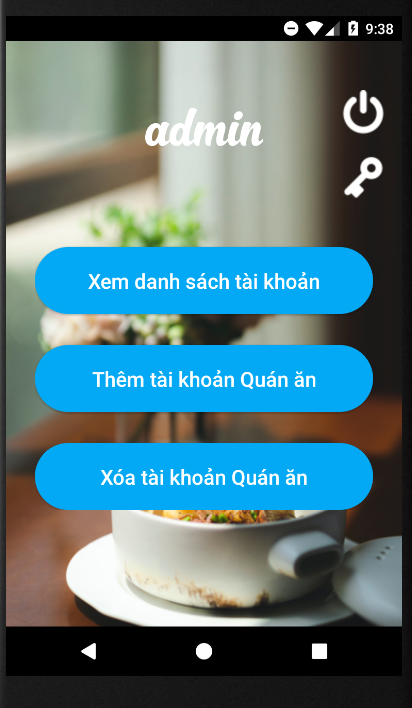 9:38
admin
Xem danh sách tài khoản
Thêm tài khoản Quán ăn
Xóa tài khoản Quán ăn